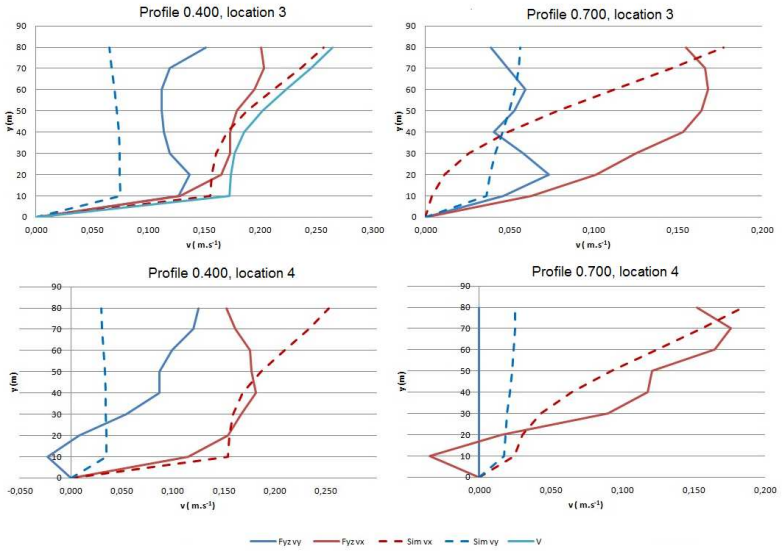 Profile 0.400, location 3
90
80
70
60
50
40
30
20
10
0
y (m)
0,000 0,050 0,100 0,150 0,200 0,250 0,300
v ( m.s-1)
Profile 0.700, location 3
90
80
70
60
50
40
30
20
10
0
y (m)
0,000 0,050 0,100 0,150 0,200
v ( m.s-1)
Profile 0.400, location 4
90
80
70
60
50
40
30
20
10
0
y (m)
-0,050 0,000 0,050 0,100 0,150 0,200 0,250
v ( m.s-1)
Profile 0.700, location 4
90
80
70
60
50
40
30
20
10
0
y (m)
0,000 0,050 0,100 0,150 0,200
v ( m.s-1)
Fyz vy Fyz vx Sim vx Sim vy V